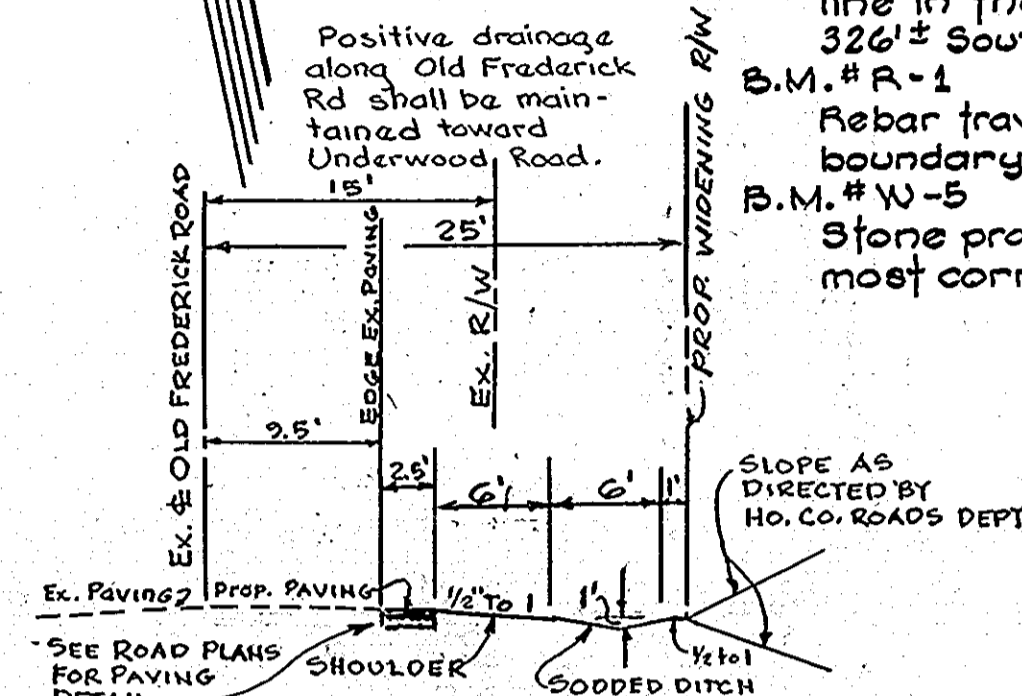 Positive drainage
along Old Frederick
Rd shall be main-
tained toward
Underwood Road.
line in
326'± Sou
B.M.# R-1
Rebar
boundary
B.M.# W-5
Stone
most
15'
25'
Ex. ℄ OLD FREDERICK ROAD
EDGE EX. PAVING
Ex. R/W
PROP. WIDENING R/W
9.5'
2.5'
6'
6'
1'
SLOPE AS
DIRECTED BY
HO. CO. ROADS DEPT
Ex. Paving
Prop. PAVING
1/2" TO 1
1'
1/2 to 1
- SEE ROAD PLANS
FOR PAVING
DETAIL
SHOULDER
SODDED DITCH